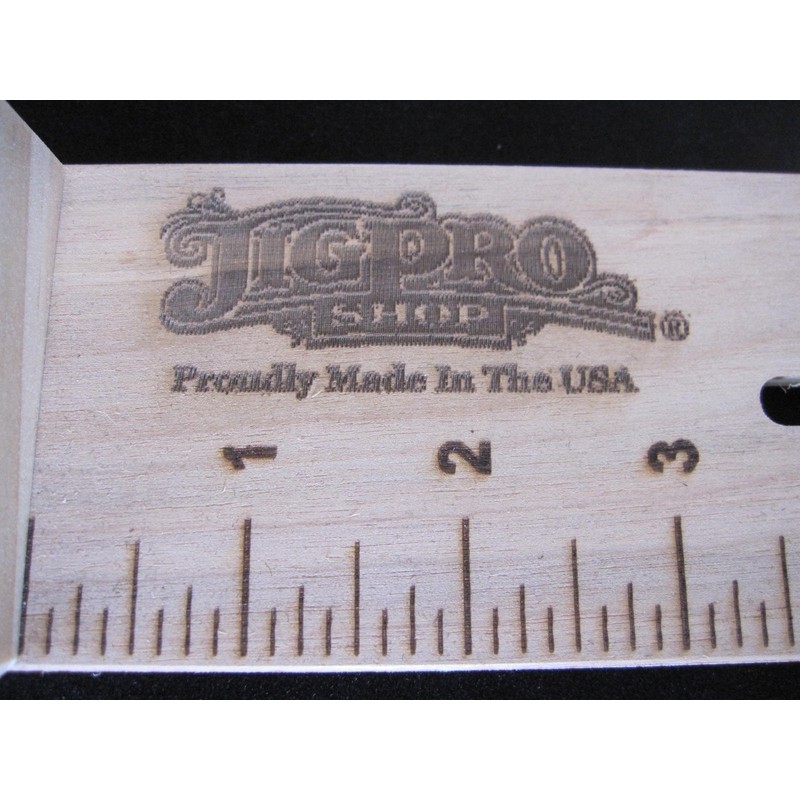 JIGPRO
SHOP ®
Proudly Made In The USA
1 2 3